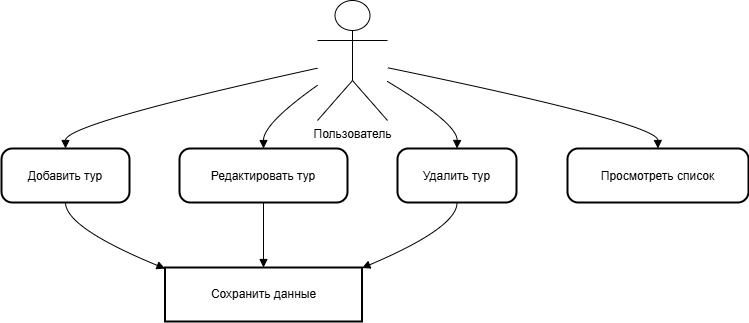 Пользователь
Добавить тур
Редактировать тур
Удалить тур
Просмотреть список
Сохранить данные